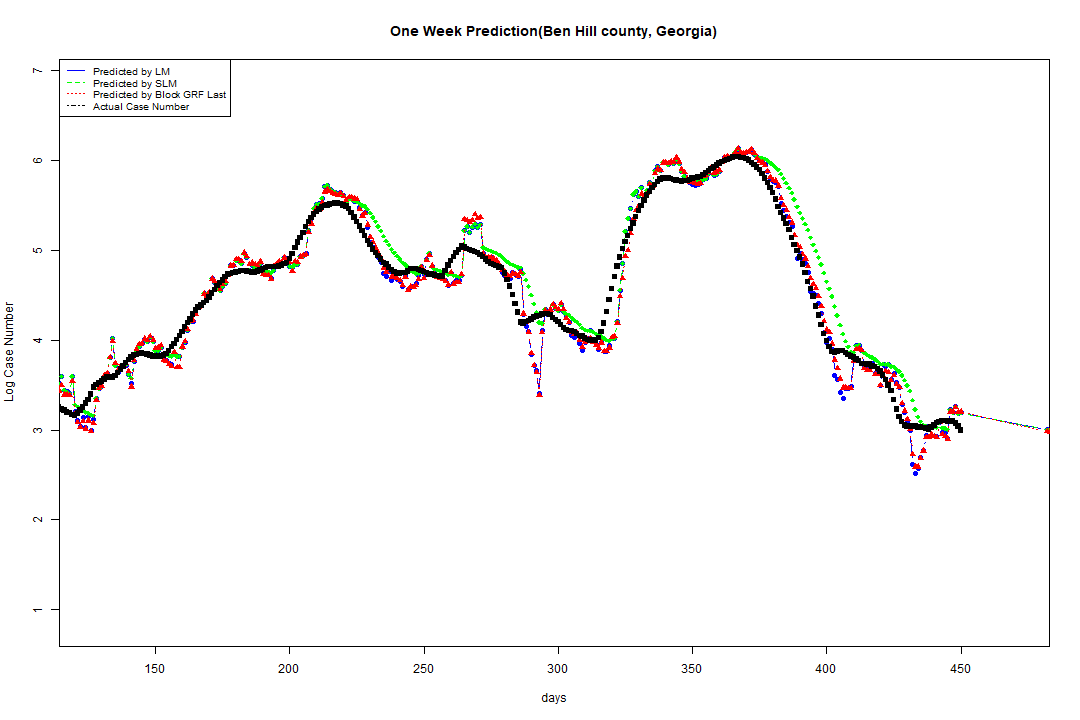 One Week Prediction(Ben Hill county, Georgia)
Predicted by LM
Predicted by SLM
Predicted by Block GRF Last
Actual Case Number
Log Case Number
7
6
5
4
3
2
1
150 200 250 300 350 400 450
days